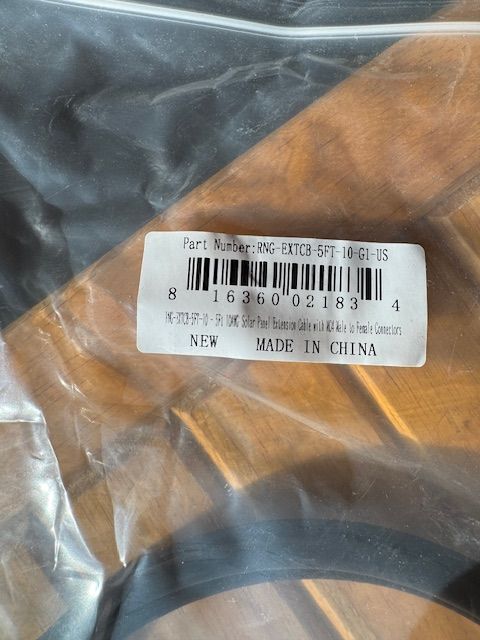 Part Number:RNG-EXTCB-5FT-10-G1-US
8 16360 02183 4
RNG-EXTCB-5FT-10 - 5Ft 10AWG Solar Panel Extension Cable with MC4 Male to Female Connectors
NEW MADE IN CHINA